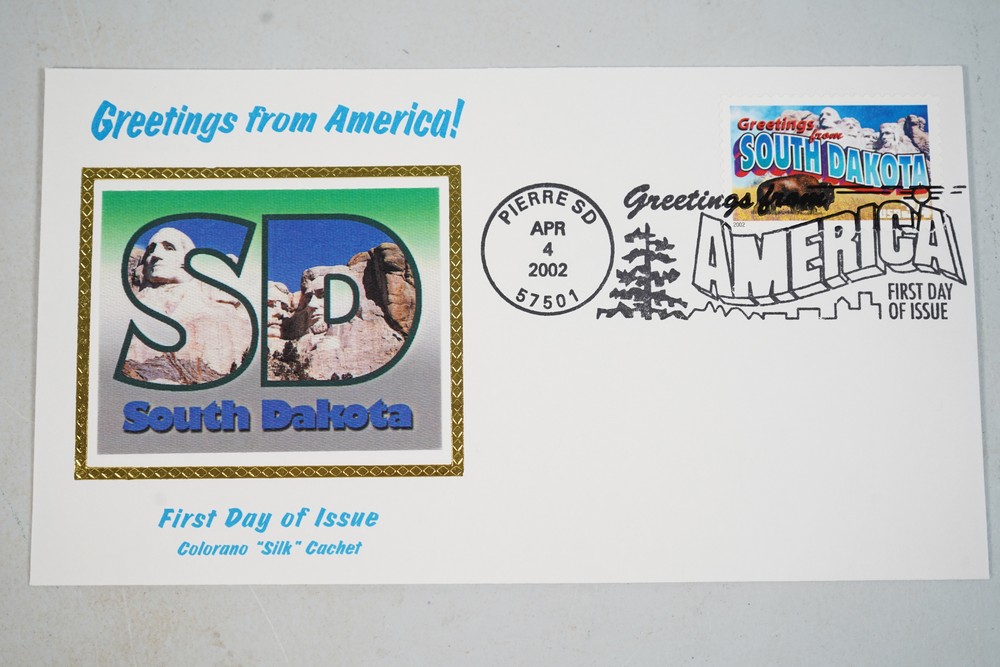 Greetings from America!
SD
South Dakota
First Day of Issue
Colorano "Silk" Cachet
PIERRE SD
APR
4
2002
57501
Greetings from
SOUTH DAKOTA
2002
Greetings from
AMERICA
FIRST DAY
OF ISSUE